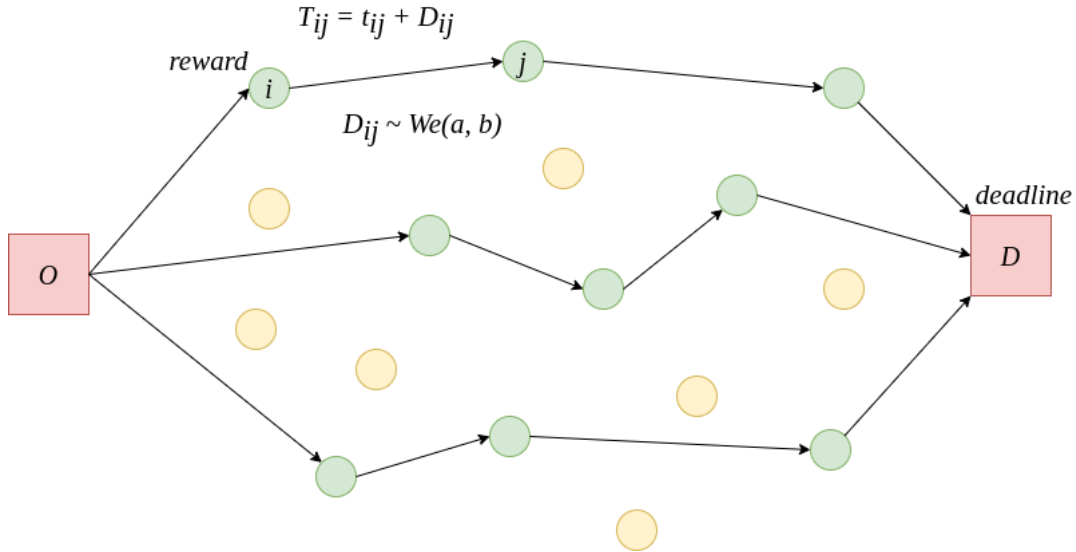 T_ij = t_ij + D_ij
reward
i
j
D_ij ~ We(a, b)
deadline
O
D